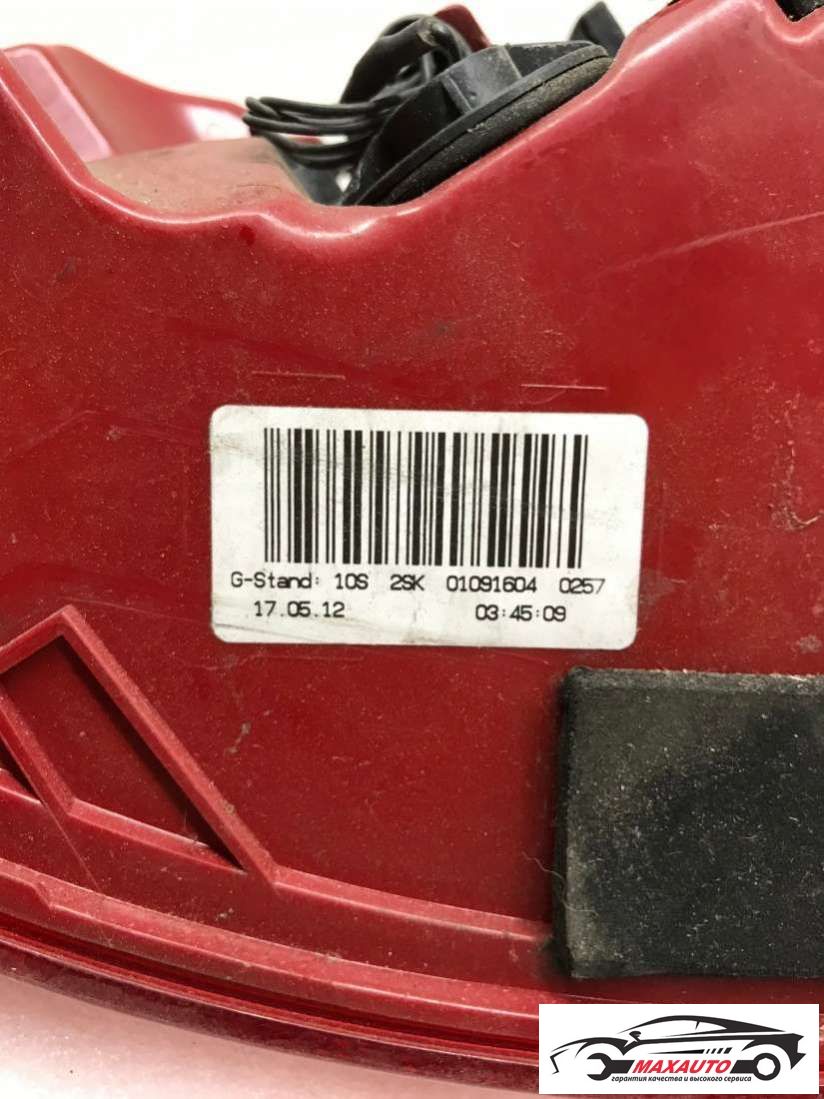 G-Stand: 10S 2SK 01091604 0257
17.05.12 03:45:09
MAXAUTO
гарантия качества и высокого сервиса